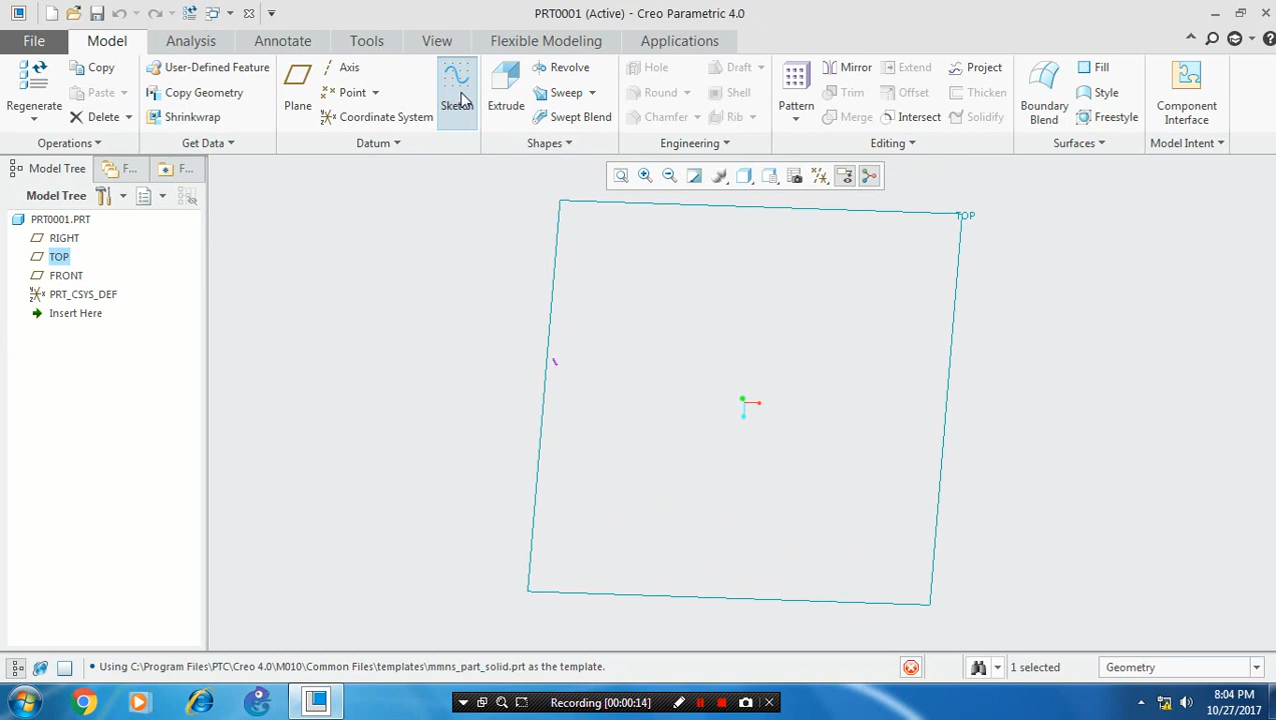 PRT0001 (Active) - Creo Parametric 4.0
File Model Analysis Annotate Tools View Flexible Modeling Applications
Regenerate
Copy
Paste
Delete
Operations
User-Defined Feature
Copy Geometry
Shrinkwrap
Get Data
Plane
Axis
Point
Coordinate System
Sketch
Datum
Extrude
Revolve
Sweep
Swept Blend
Shapes
Hole
Round
Chamfer
Draft
Shell
Rib
Engineering
Pattern
Mirror
Trim
Merge
Extend
Offset
Intersect
Project
Thicken
Solidify
Editing
Boundary Blend
Fill
Style
Freestyle
Surfaces
Component Interface
Model Intent
Model Tree
F...
F...
Model Tree
PRT0001.PRT
RIGHT
TOP
FRONT
PRT_CSYS_DEF
Insert Here
TOP
Using C:\Program Files\PTC\Creo 4.0\M010\Common Files\templates\mmns_part_solid.prt as the template.
1 selected
Geometry
Recording [00:00:14]
8:04 PM
10/27/2017